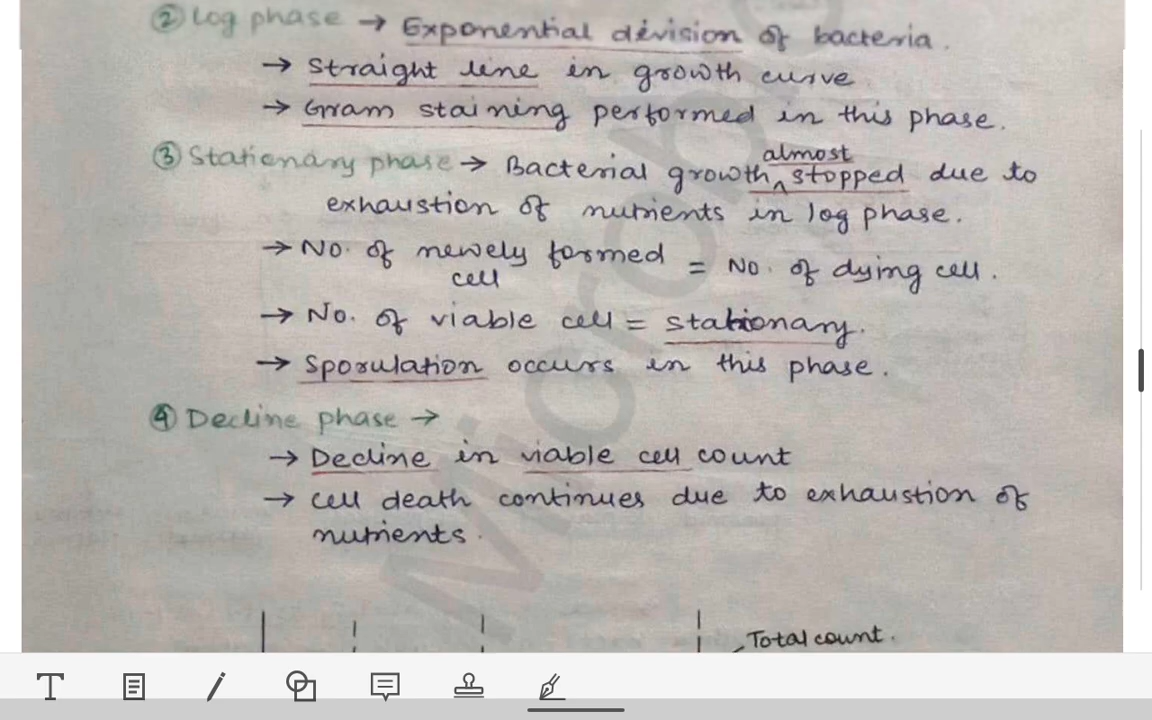 ② Log phase → Exponential division of bacteria.
→ Straight line in growth curve
→ Gram staining performed in this phase.
③ Stationary phase → Bacterial growth almost stopped due to
exhaustion of nutrients in log phase.
→ No. of newely formed cell = No. of dying cell.
→ No. of viable cell = stationary.
→ Sporulation occurs in this phase.
④ Decline phase →
→ Decline in viable cell count
→ cell death continues due to exhaustion of
nutrients.
Total count.